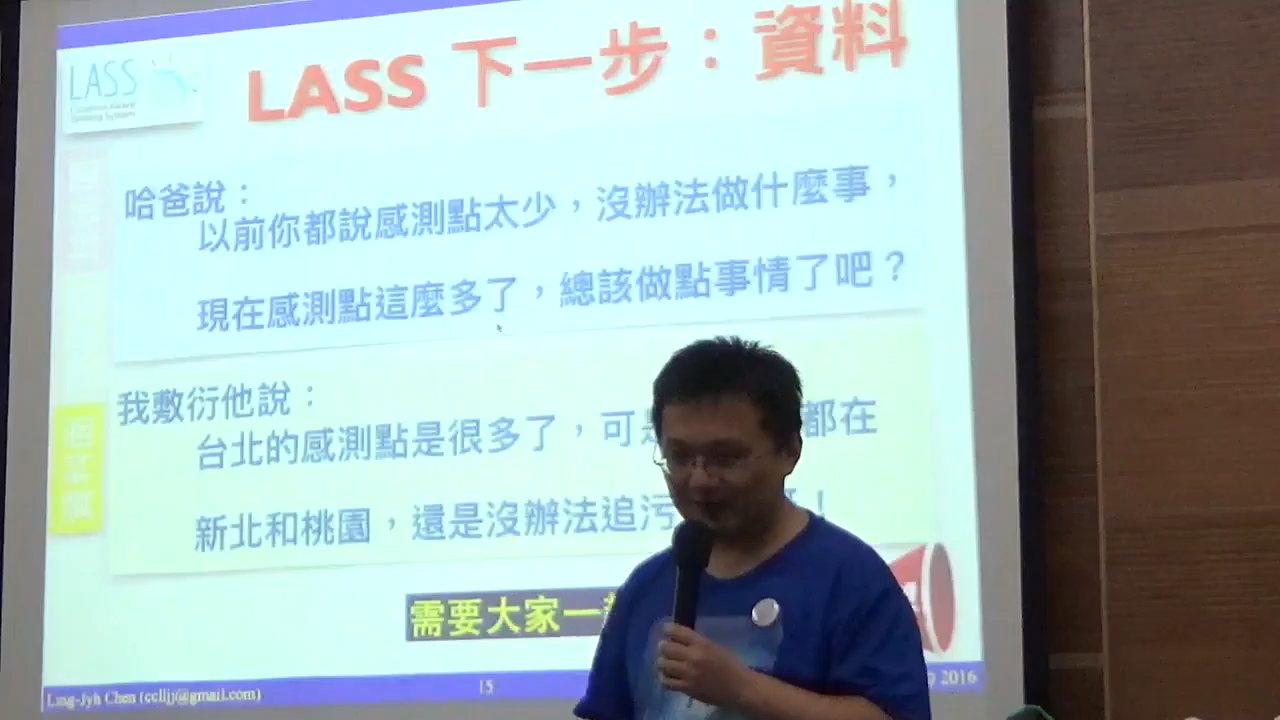 LASS
LASS 下一步：資料
哈爸說：
以前你都說感測點太少，沒辦法做什麼事，
現在感測點這麼多了，總該做點事情了吧？
我敷衍他說：
台北的感測點是很多了，可是 都在
新北和桃園，還是沒辦法追污 ！
需要大家一
Ling-Jyh Chen (cclljj@gmail.com)
15
2016